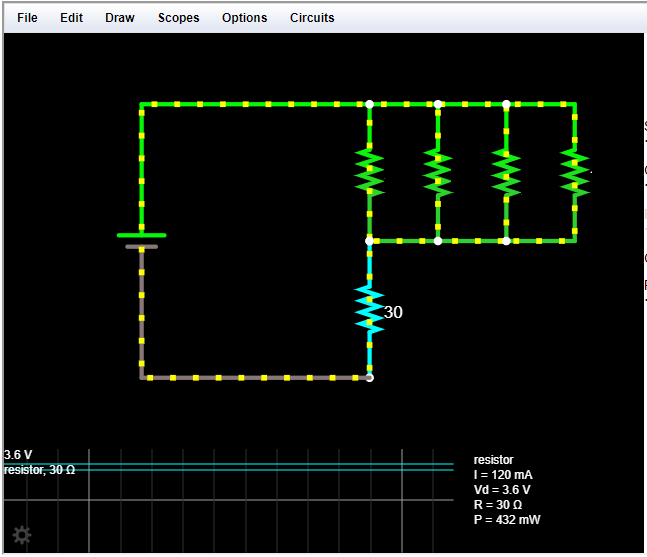 File Edit Draw Scopes Options Circuits
30
3.6 V
resistor, 30 Ω
resistor
I = 120 mA
Vd = 3.6 V
R = 30 Ω
P = 432 mW